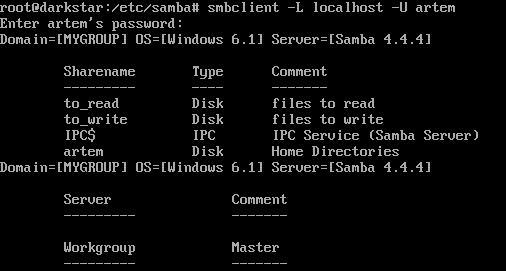 root@darkstar:/etc/samba# smbclient -L localhost -U artem
Enter artem's password:
Domain=[MYGROUP] OS=[Windows 6.1] Server=[Samba 4.4.4]
Sharename Type Comment
--------- ---- -------
to_read Disk files to read
to_write Disk files to write
IPC$ IPC IPC Service (Samba Server)
artem Disk Home Directories
Domain=[MYGROUP] OS=[Windows 6.1] Server=[Samba 4.4.4]
Server Comment
--------- -------
Workgroup Master
--------- -------